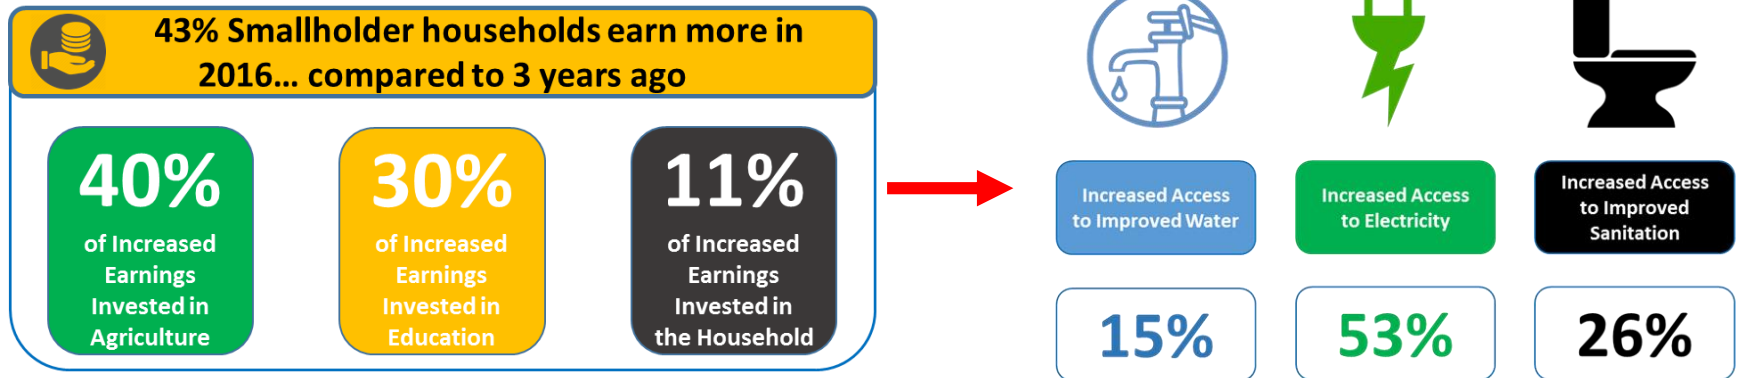 43% Smallholder households earn more in
2016... compared to 3 years ago
40%
of Increased
Earnings
Invested in
Agriculture
30%
of Increased
Earnings
Invested in
Education
11%
of Increased
Earnings
Invested in
the Household
Increased Access
to Improved Water
15%
Increased Access
to Electricity
53%
Increased Access
to Improved
Sanitation
26%